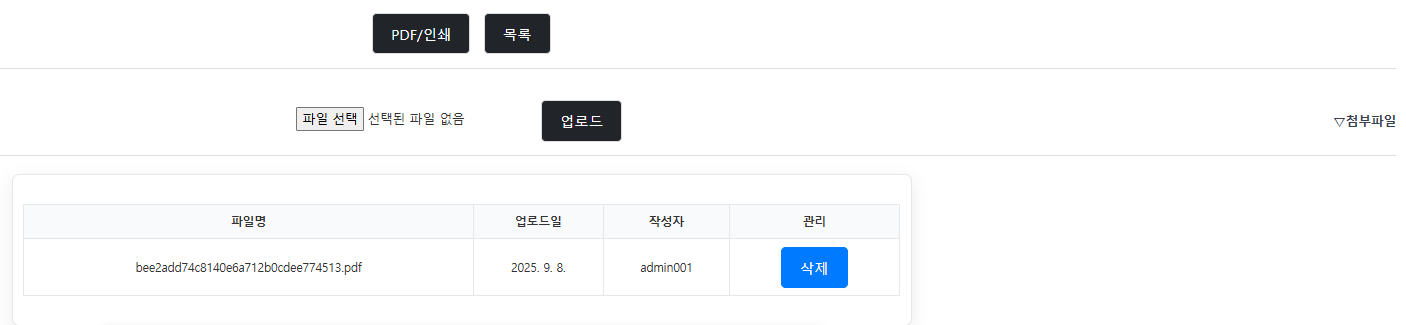 PDF/인쇄 목록
파일 선택 선택된 파일 없음 업로드 ▽첨부파일
파일명 업로드일 작성자 관리
bee2add74c8140e6a712b0cdee774513.pdf 2025. 9. 8. admin001 삭제